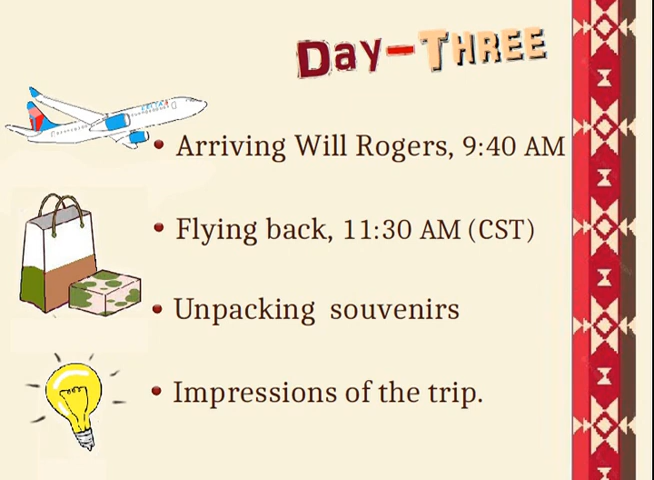 Day-Three
Arriving Will Rogers, 9:40 AM
Flying back, 11:30 AM (CST)
Unpacking souvenirs
Impressions of the trip.